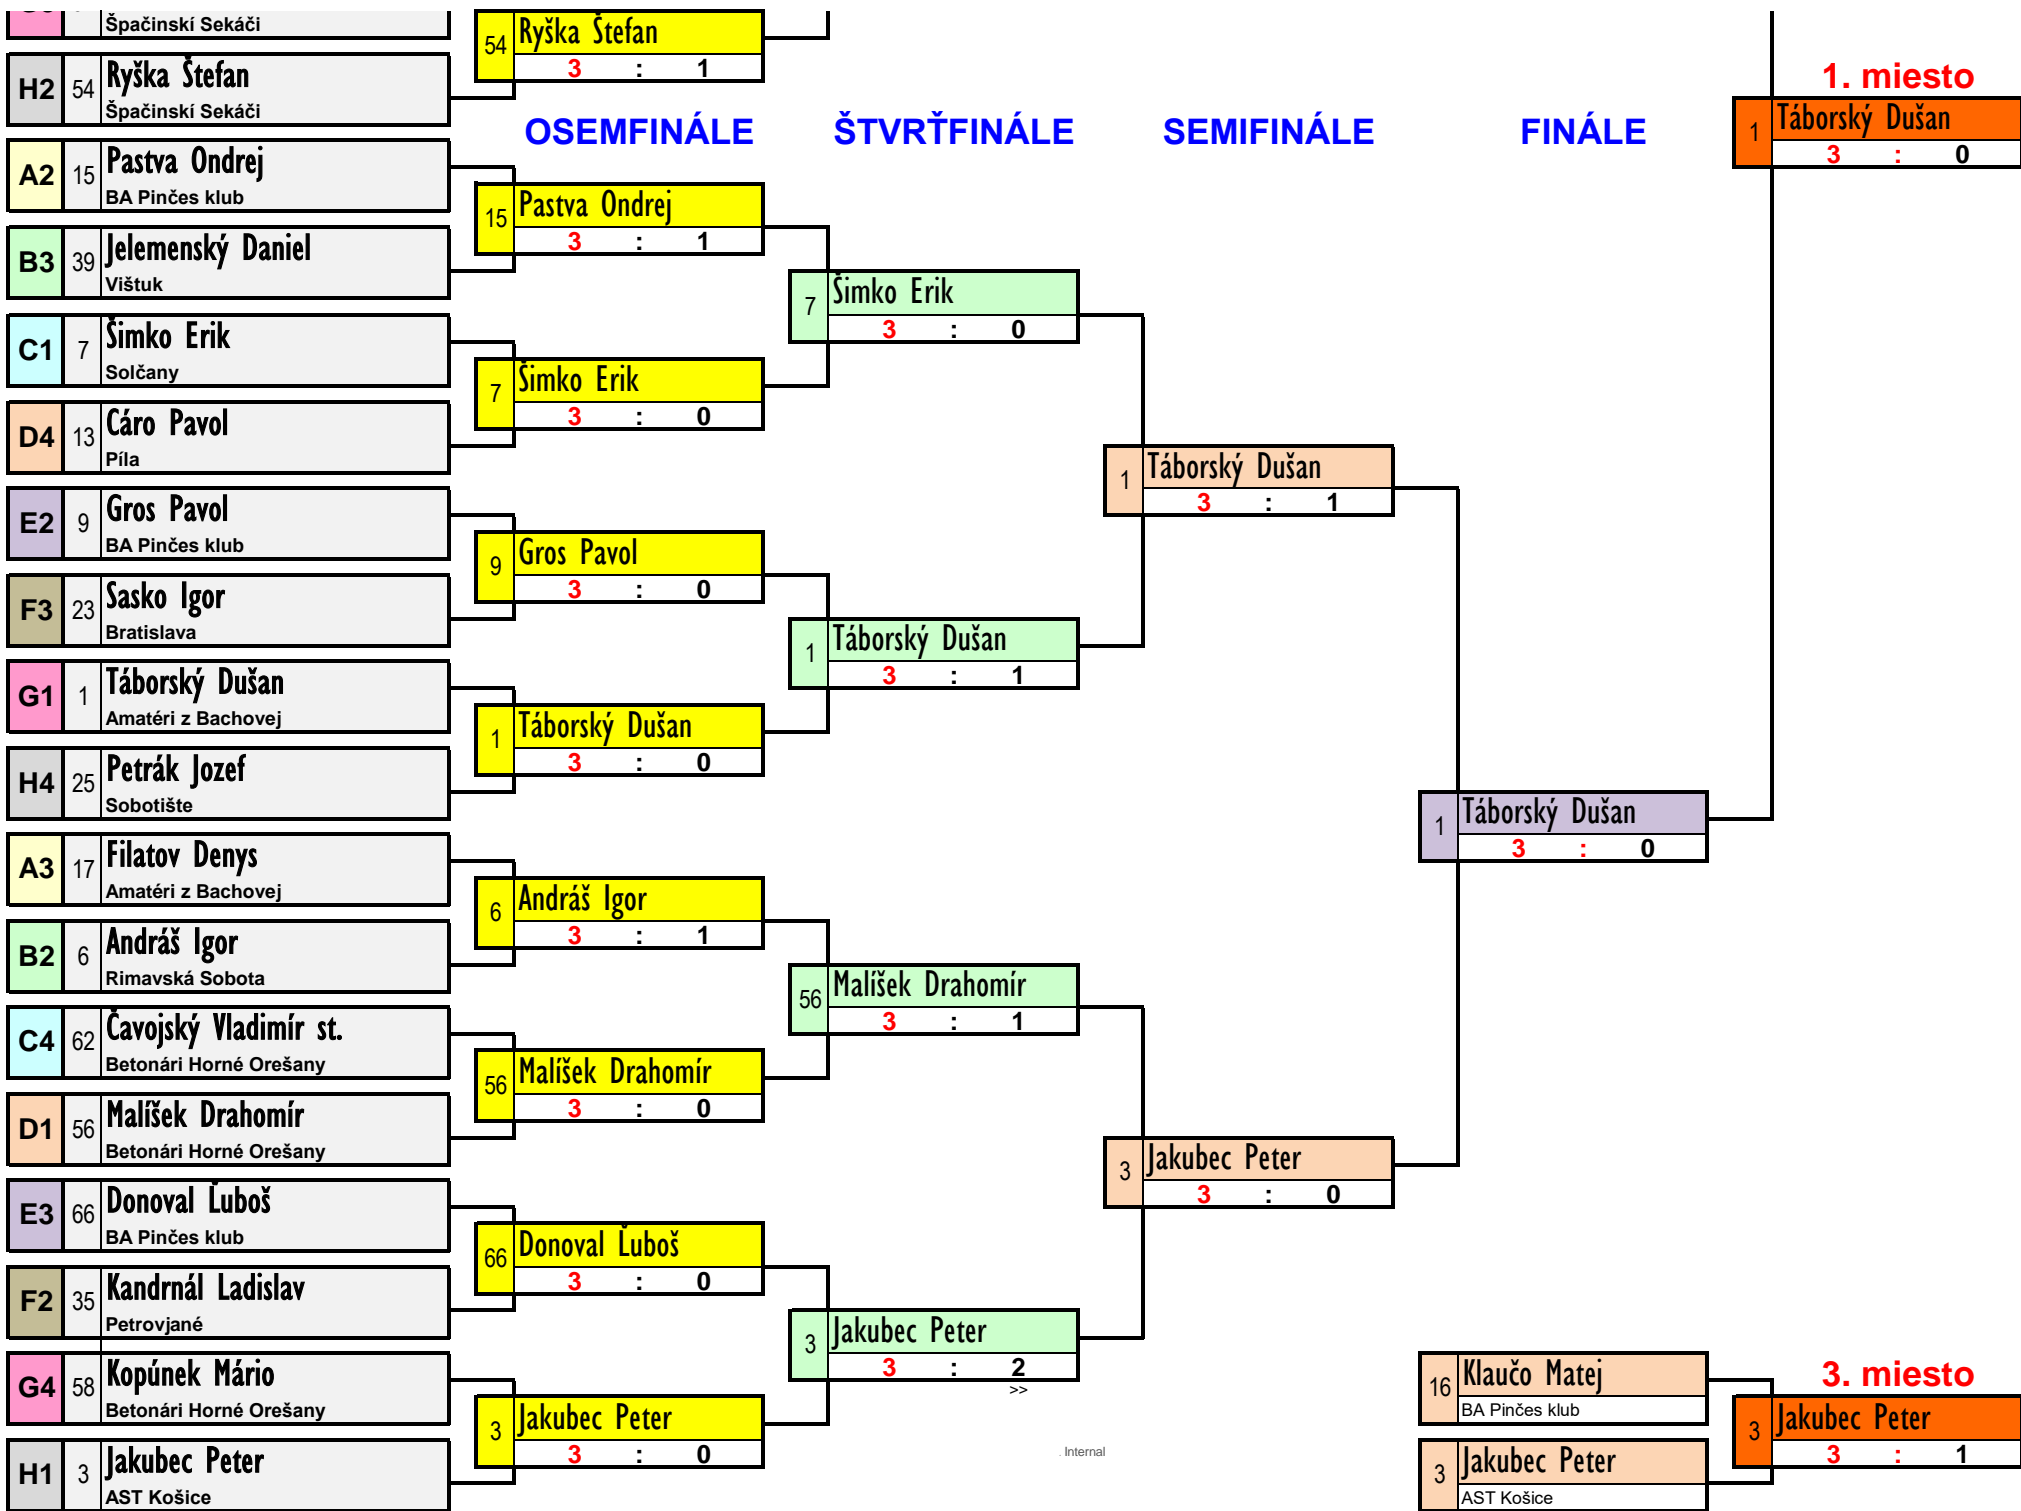 Špačinskí Sekáči
54 Ryška Štefan
3 : 1
H2 54 Ryška Štefan
Špačinskí Sekáči
1. miesto
1 Táborský Dušan
3 : 0
OSEMFINÁLE ŠTVRŤFINÁLE SEMIFINÁLE FINÁLE
A2 15 Pastva Ondrej
BA Pinčes klub
15 Pastva Ondrej
3 : 1
B3 39 Jelemenský Daniel
Vištuk
7 Šimko Erik
3 : 0
C1 7 Šimko Erik
Solčany
7 Šimko Erik
3 : 0
D4 13 Cáro Pavol
Píla
1 Táborský Dušan
3 : 1
E2 9 Gros Pavol
BA Pinčes klub
9 Gros Pavol
3 : 0
F3 23 Sasko Igor
Bratislava
1 Táborský Dušan
3 : 1
G1 1 Táborský Dušan
Amatéri z Bachovej
1 Táborský Dušan
3 : 0
H4 25 Petrák Jozef
Sobotište
1 Táborský Dušan
3 : 0
A3 17 Filatov Denys
Amatéri z Bachovej
6 Andráš Igor
3 : 1
B2 6 Andráš Igor
Rimavská Sobota
56 Malíšek Drahomír
3 : 1
C4 62 Čavojský Vladimír st.
Betonári Horné Orešany
56 Malíšek Drahomír
3 : 0
D1 56 Malíšek Drahomír
Betonári Horné Orešany
3 Jakubec Peter
3 : 0
E3 66 Donoval Ľuboš
BA Pinčes klub
66 Donoval Ľuboš
3 : 0
F2 35 Kandrnál Ladislav
Petrovjané
3 Jakubec Peter
3 : 2
>>
G4 58 Kopúnek Mário
Betonári Horné Orešany
16 Klaučo Matej
BA Pinčes klub
3. miesto
3 Jakubec Peter
3 : 1
3 Jakubec Peter
3 : 0
. Internal
H1 3 Jakubec Peter
AST Košice
3 Jakubec Peter
AST Košice